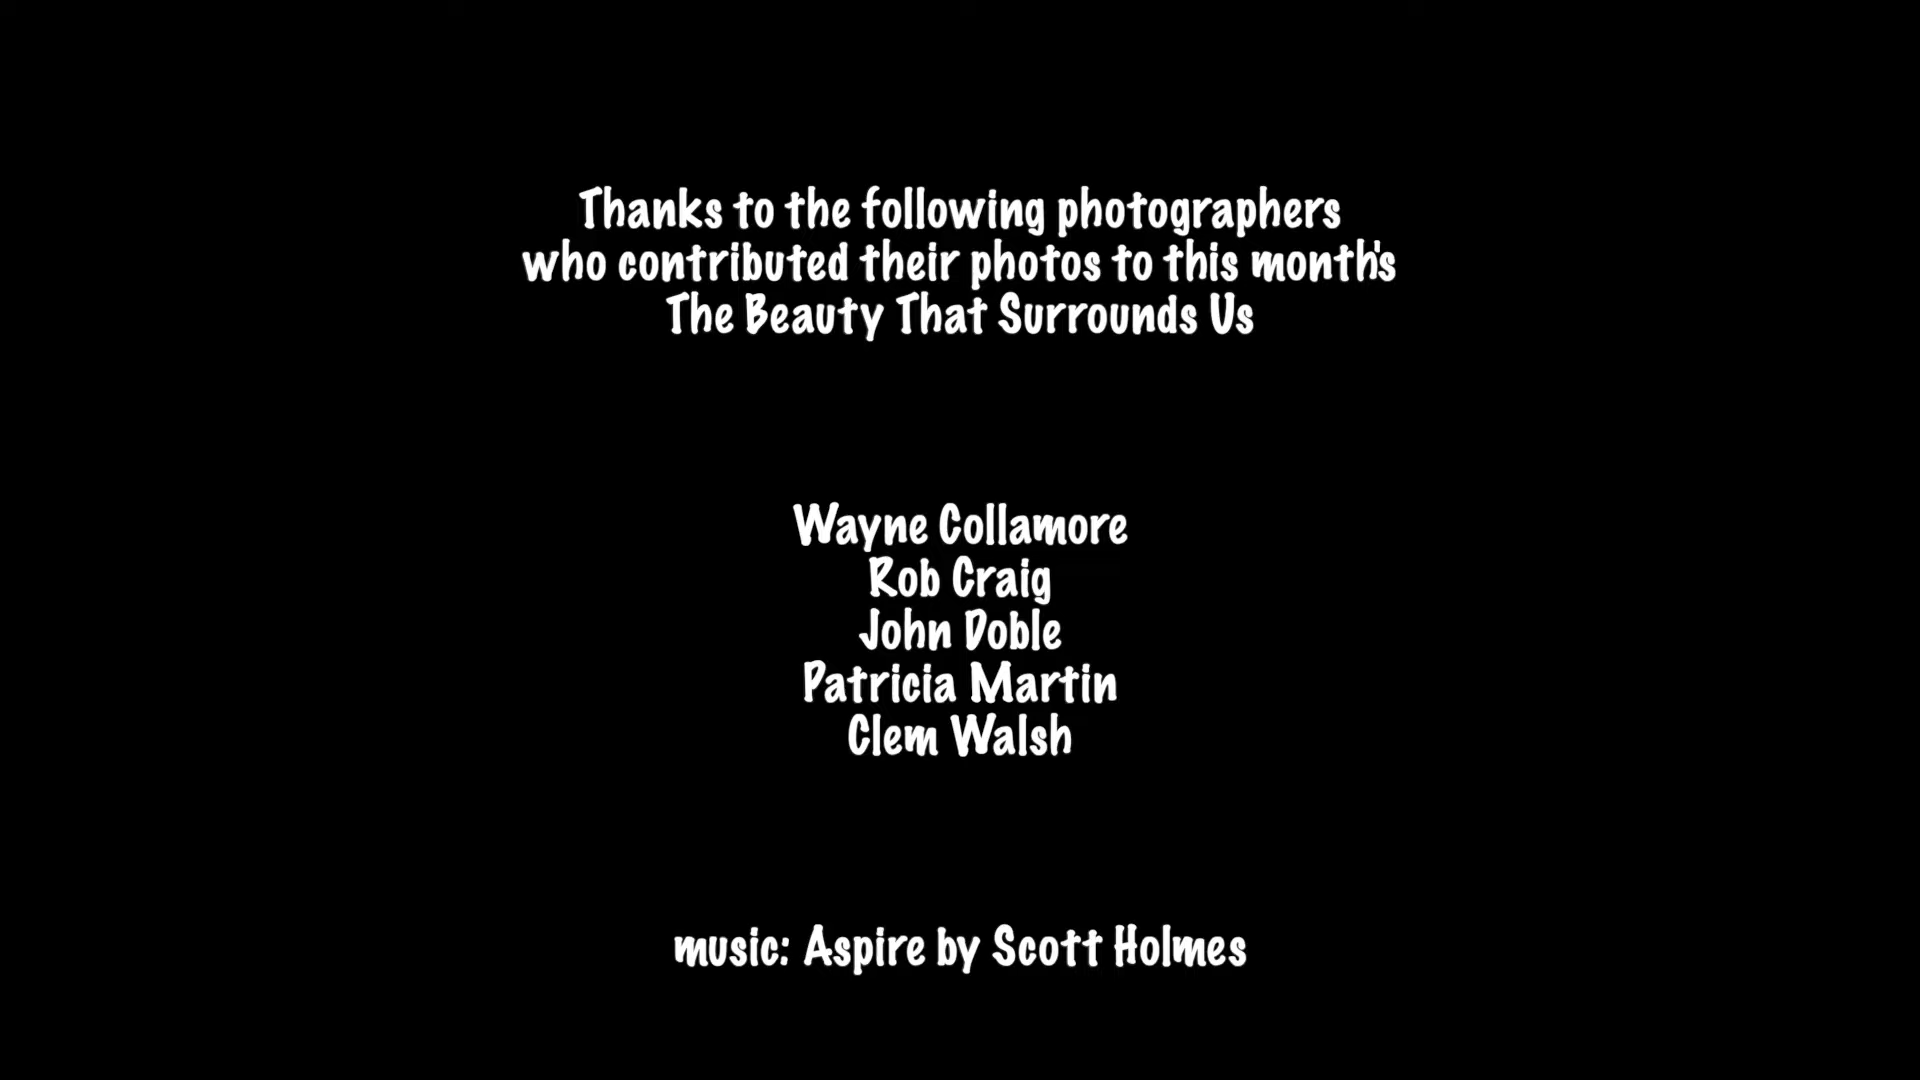 Thanks to the following photographers
who contributed their photos to this month's
The Beauty That Surrounds Us
Wayne Collamore
Rob Craig
John Doble
Patricia Martin
Clem Walsh
music: Aspire by Scott Holmes